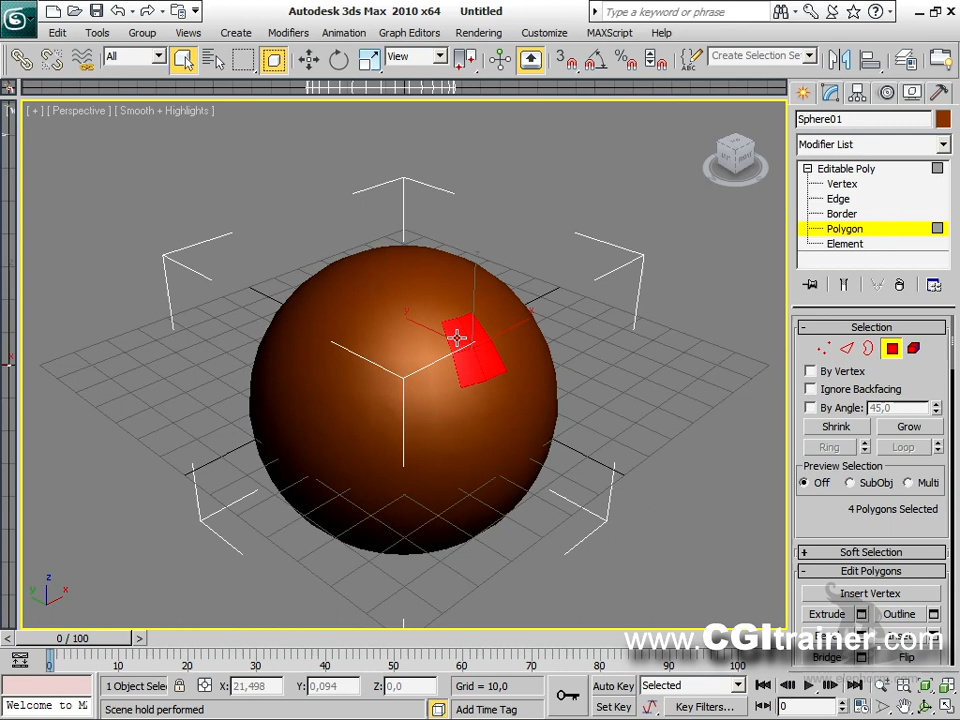 Autodesk 3ds Max 2010 x64 Untitled
Type a keyword or phrase
Edit Tools Group Views Create Modifiers Animation Graph Editors Rendering Customize MAXScript Help
All
View
3
Create Selection Se
[ + ] [ Perspective ] [ Smooth + Highlights ]
Sphere01
Modifier List
Editable Poly
Vertex
Edge
Border
Polygon
Element
Selection
By Vertex
Ignore Backfacing
By Angle: 45,0
Shrink Grow
Ring Loop
Preview Selection
Off SubObj Multi
4 Polygons Selected
Soft Selection
Edit Polygons
Insert Vertex
Extrude Outline
Bridge Flip
www.CGItrainer.com
y
x
z
y x
0 / 100
0 10 20 30 40 50 60 70 80 90 100
1 Object Selec X: 21,498 Y: 0,094 Z: 0,0 Grid = 10,0
Auto Key Selected
Welcome to M
Scene hold performed
Add Time Tag
Set Key Key Filters...
0